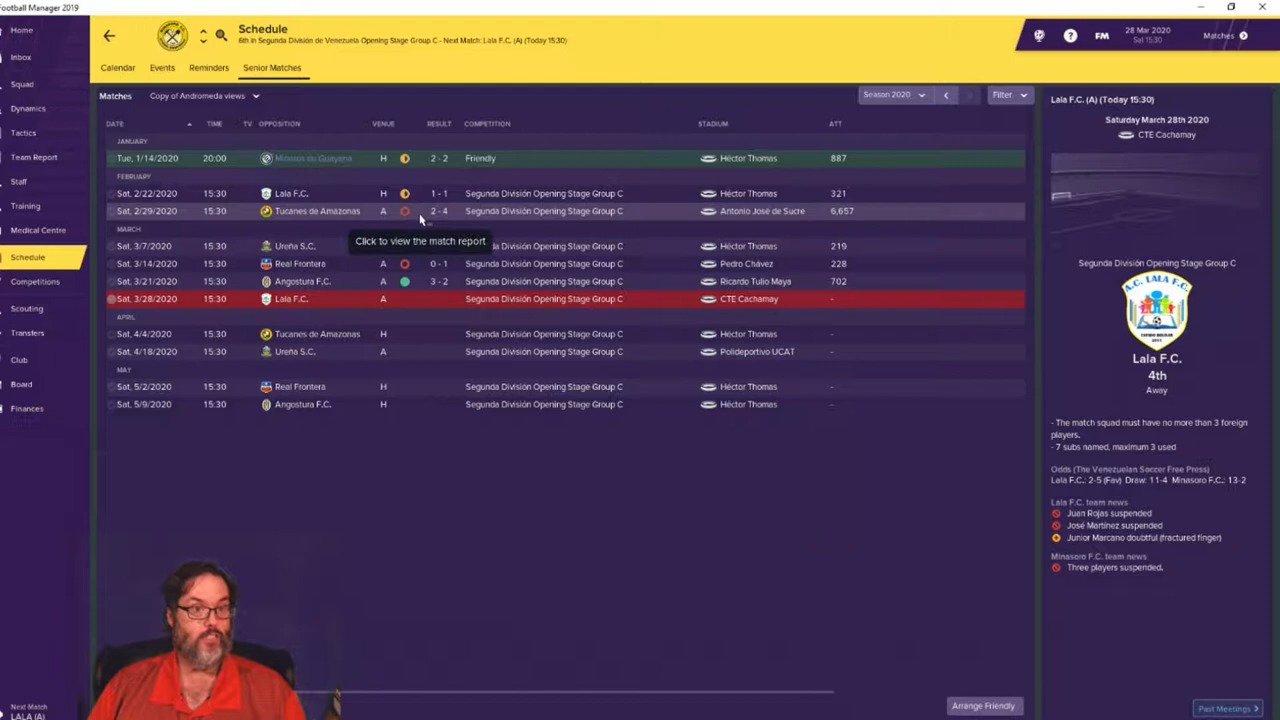 Football Manager 2019
Home
Inbox
Squad
Dynamics
Tactics
Team Report
Staff
Training
Medical Centre
Schedule
Competitions
Scouting
Transfers
Club
Board
Finances
Next Match
LALA (A)
Schedule
6th in Segunda División de Venezuela Opening Stage Group C - Next Match: Lala F.C. (A) (Today 15:30)
FM
28 Mar 2020
Sat 15:30
Matches
Calendar Events Reminders Senior Matches
Matches Copy of Andromeda views Season 2020 Filter
DATE TIME TV OPPOSITION VENUE RESULT COMPETITION STADIUM ATT
JANUARY
Tue, 1/14/2020 20:00 Mineros de Guayana H 2 - 2 Friendly Héctor Thomas 887
FEBRUARY
Sat, 2/22/2020 15:30 Lala F.C. H 1 - 1 Segunda División Opening Stage Group C Héctor Thomas 321
Sat, 2/29/2020 15:30 Tucanes de Amazonas A 2 - 4 Segunda División Opening Stage Group C Antonio José de Sucre 6,657
MARCH
Click to view the match report
Sat, 3/7/2020 15:30 Ureña S.C. Segunda División Opening Stage Group C Héctor Thomas 219
Sat, 3/14/2020 15:30 Real Frontera A 0 - 1 Segunda División Opening Stage Group C Pedro Chávez 228
Sat, 3/21/2020 15:30 Angostura F.C. A 3 - 2 Segunda División Opening Stage Group C Ricardo Tulio Maya 702
Sat, 3/28/2020 15:30 Lala F.C. A Segunda División Opening Stage Group C CTE Cachamay -
APRIL
Sat, 4/4/2020 15:30 Tucanes de Amazonas H Segunda División Opening Stage Group C Héctor Thomas -
Sat, 4/18/2020 15:30 Ureña S.C. A Segunda División Opening Stage Group C Polideportivo UCAT -
MAY
Sat, 5/2/2020 15:30 Real Frontera H Segunda División Opening Stage Group C Héctor Thomas -
Sat, 5/9/2020 15:30 Angostura F.C. H Segunda División Opening Stage Group C Héctor Thomas -
Arrange Friendly
Lala F.C. (A) (Today 15:30)
Saturday March 28th 2020
CTE Cachamay
Segunda División Opening Stage Group C
A.C. LALA F.C.
Lala F.C.
4th
Away
- The match squad must have no more than 3 foreign
players.
- 7 subs named, maximum 3 used
Odds (The Venezuelan Soccer Free Press)
Lala F.C.: 2-5 (Fav) Draw: 11-4 Minasoro F.C.: 13-2
Lala F.C. team news
Juan Rojas suspended
José Martínez suspended
Junior Marcano doubtful (fractured finger)
Minasoro F.C. team news
Three players suspended.
Past Meetings